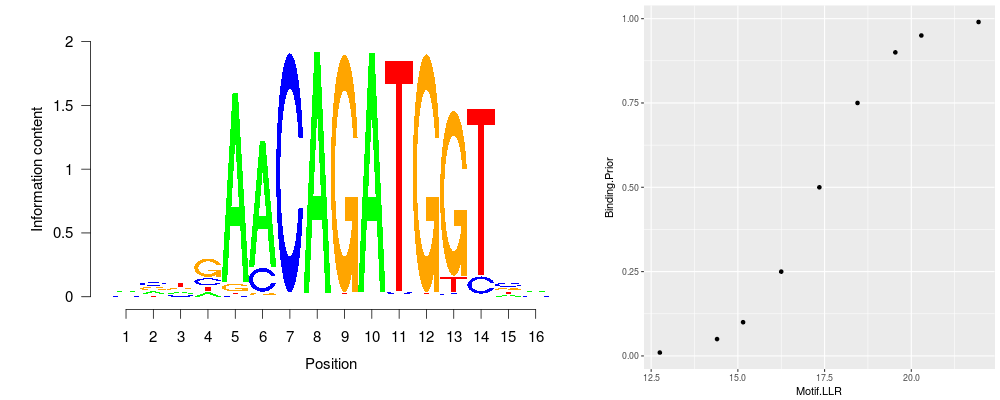 Information content
2
1.5
1
0.5
0
G
A
A
C
A
G
A
T
G
G
T
G
C
T
C
1 2 3 4 5 6 7 8 9 10 11 12 13 14 15 16
Position
Binding.Prior
1.00
0.75
0.50
0.25
0.00
12.5 15.0 17.5 20.0
Motif.LLR